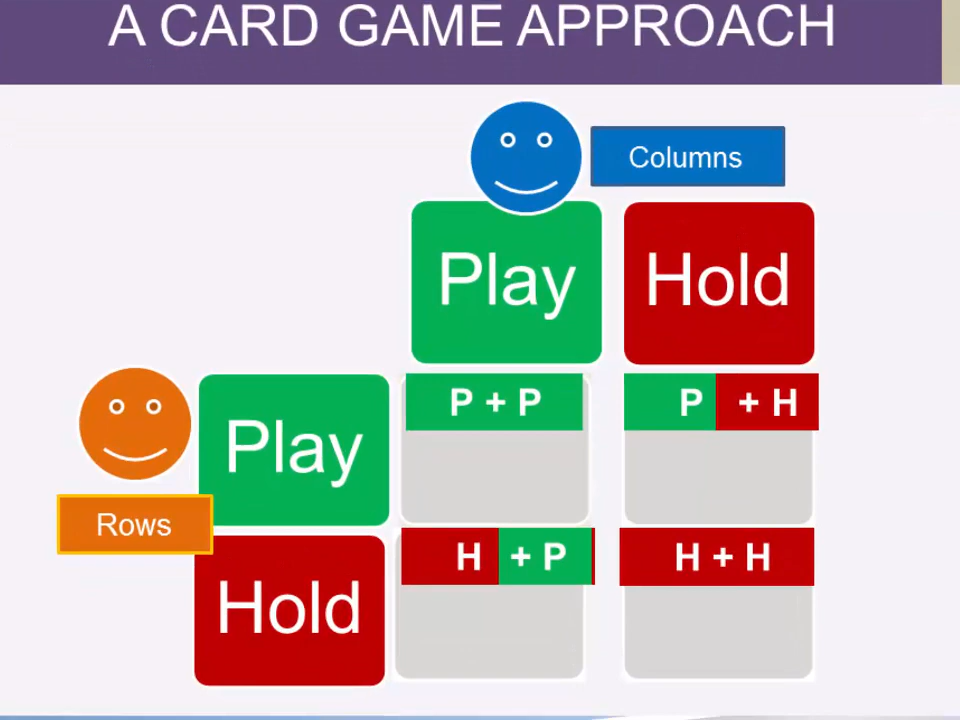 A CARD GAME APPROACH
Columns
Play Hold
Play P + P P + H
Rows
Hold H + P H + H